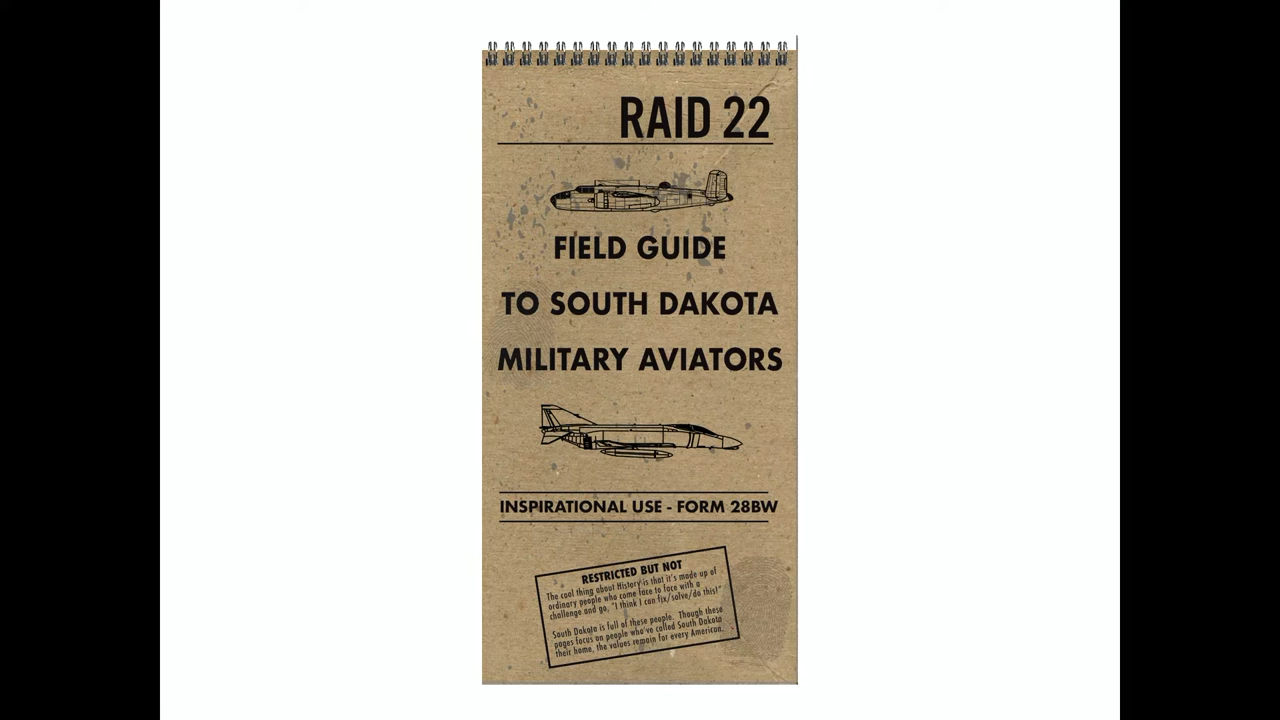 RAID 22
FIELD GUIDE
TO SOUTH DAKOTA
MILITARY AVIATORS
INSPIRATIONAL USE - FORM 28BW
RESTRICTED BUT NOT
The cool thing about History is that it's made up of
ordinary people who come face to face with a
challenge and go, "I think I can fix/solve/do this!"
South Dakota is full of these people. Though these
pages focus on people who've called South Dakota
their home, the values remain for every American.